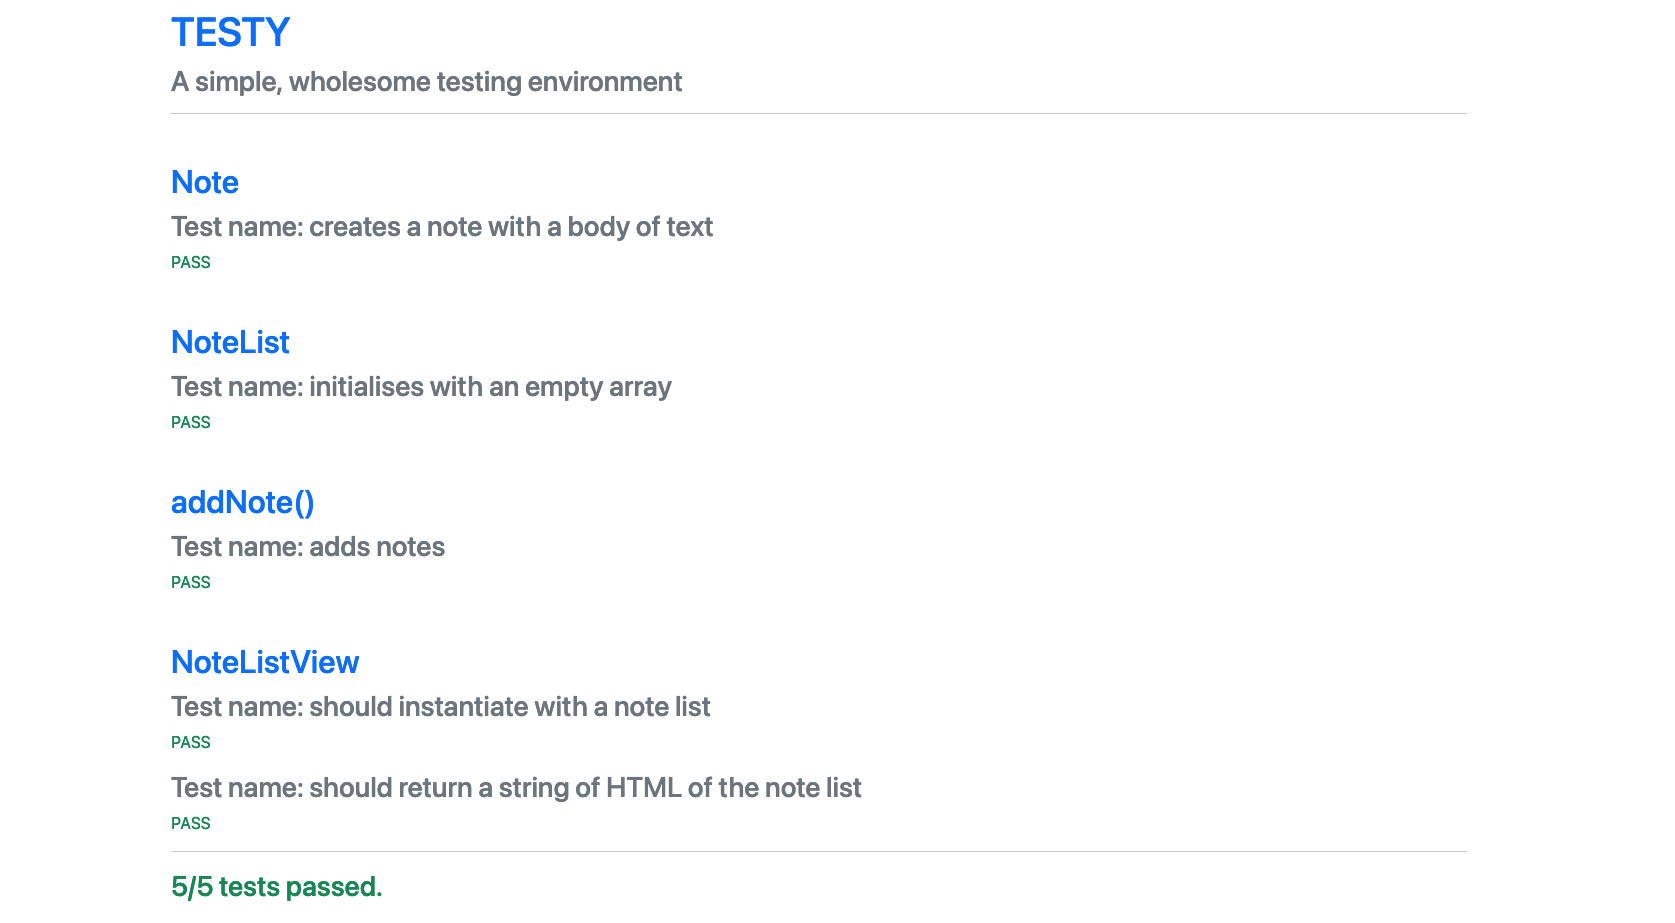 TESTY
A simple, wholesome testing environment
Note
Test name: creates a note with a body of text
PASS
NoteList
Test name: initialises with an empty array
PASS
addNote()
Test name: adds notes
PASS
NoteListView
Test name: should instantiate with a note list
PASS
Test name: should return a string of HTML of the note list
PASS
5/5 tests passed.